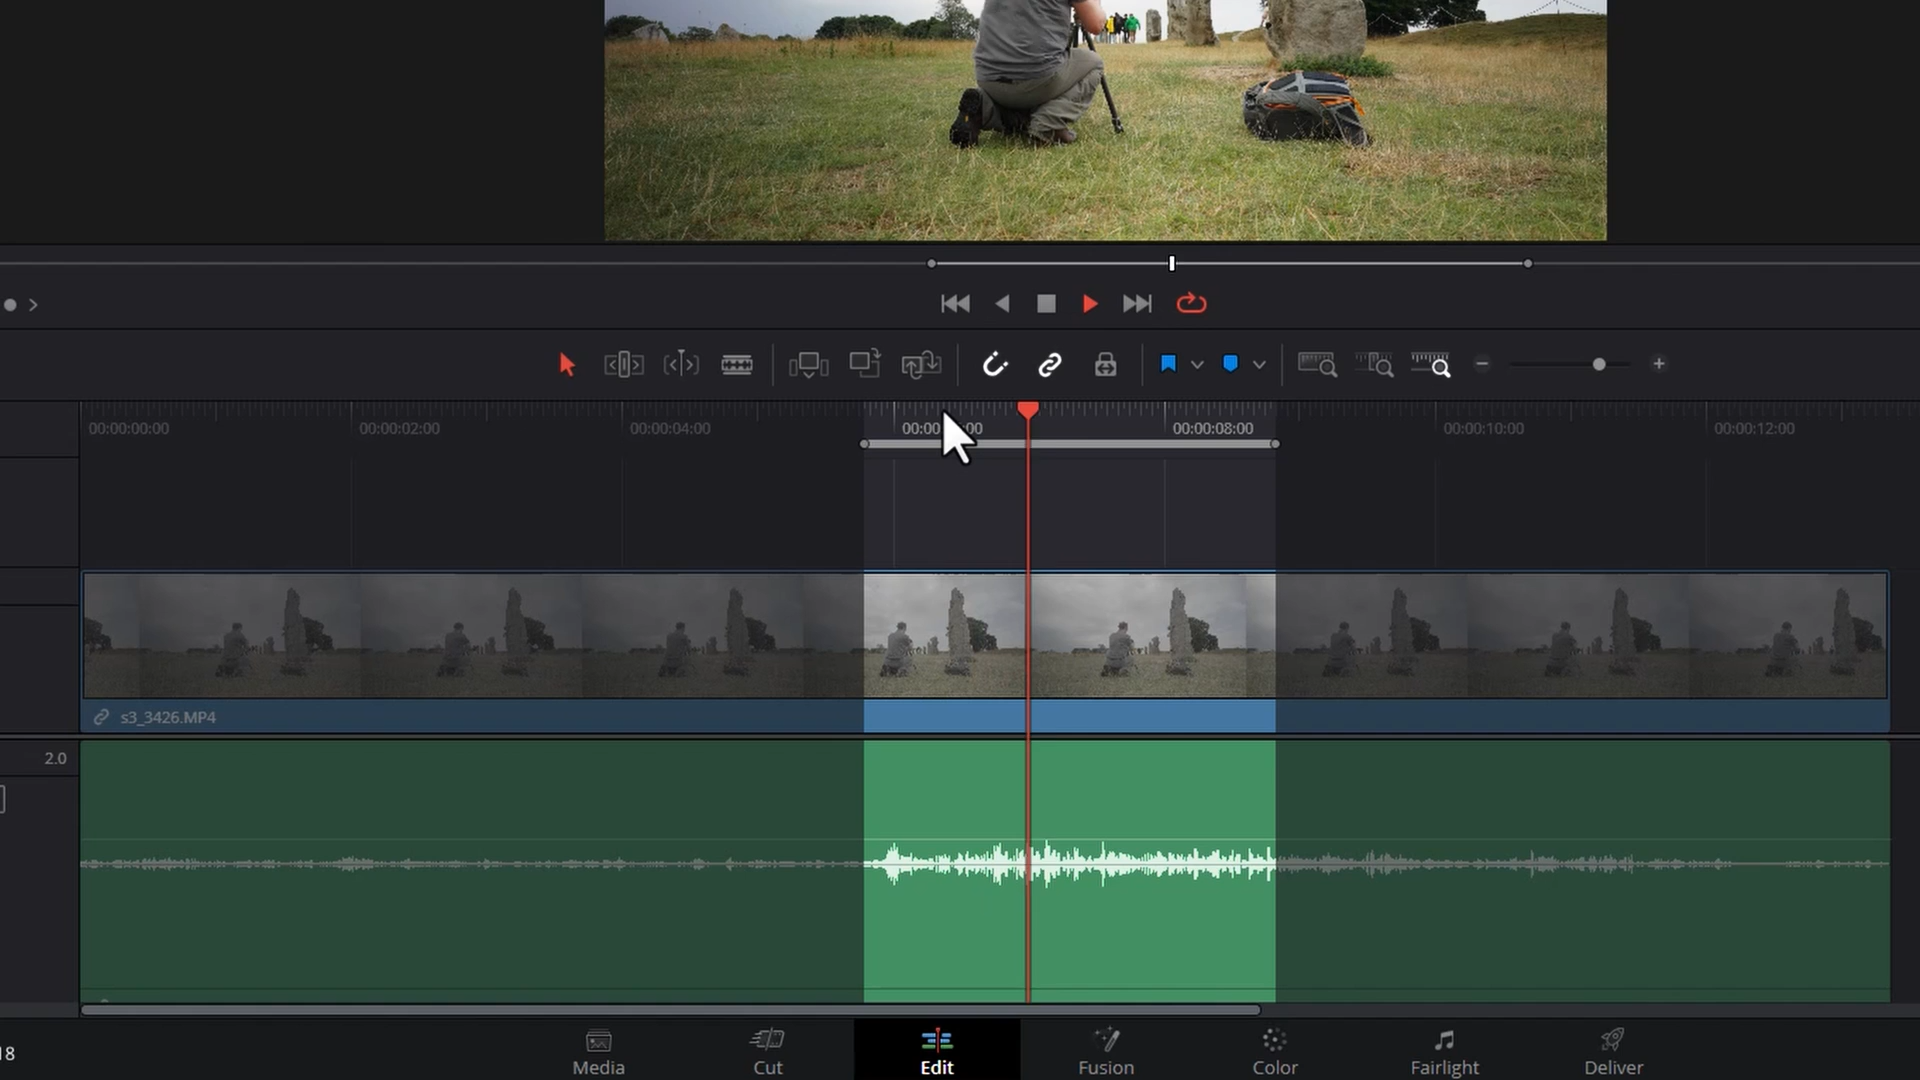 00:00:00:00 00:00:02:00 00:00:04:00 00:00:08:00 00:00:10:00 00:00:12:00
s3_3426.MP4
2.0
18
Media Cut Edit Fusion Color Fairlight Deliver